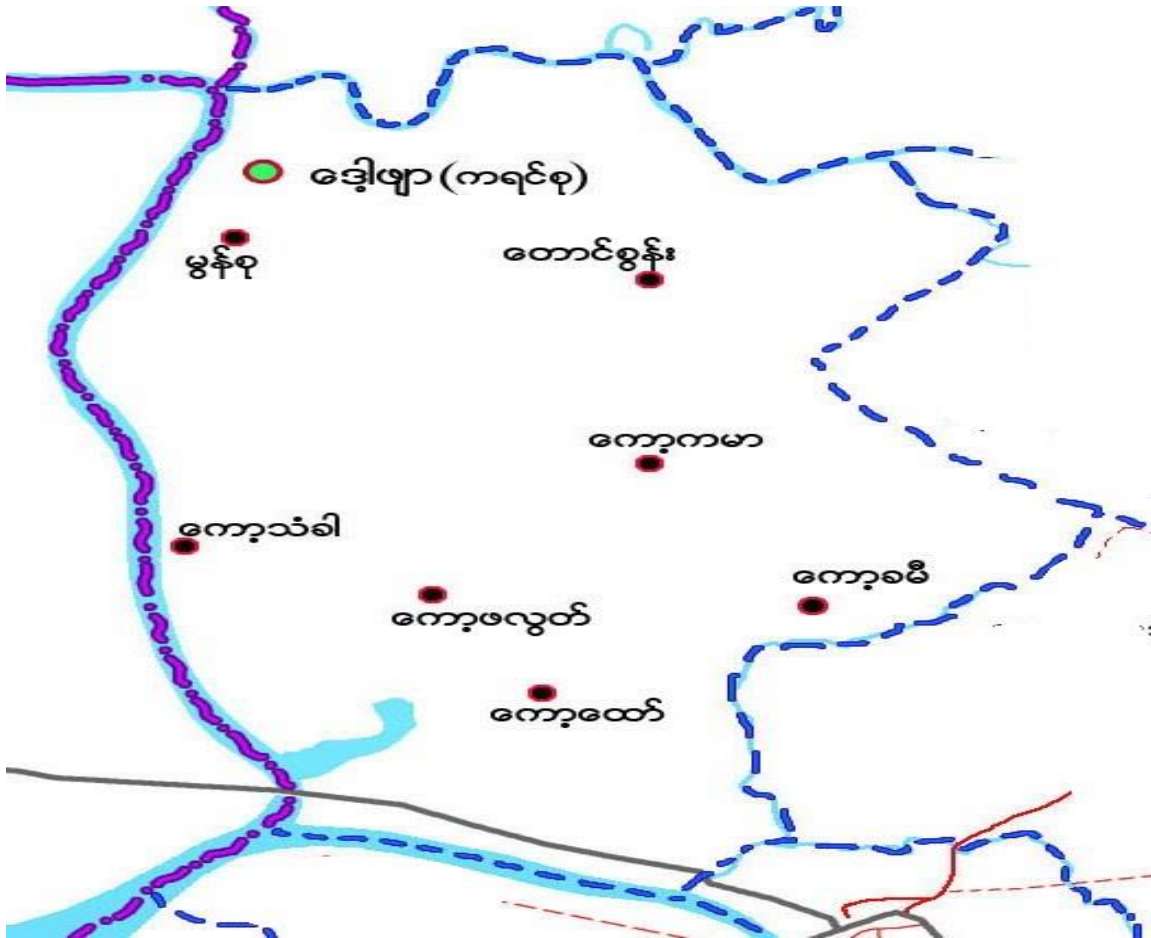 ဒေါ့ဖျာ (ကရင်စု)
မွန်စု
တောင်စွန်း
ကော့ကမာ
ကော့သံခါ
ကော့ခမီ
ကော့ဖလွတ်
ကော့ထော်